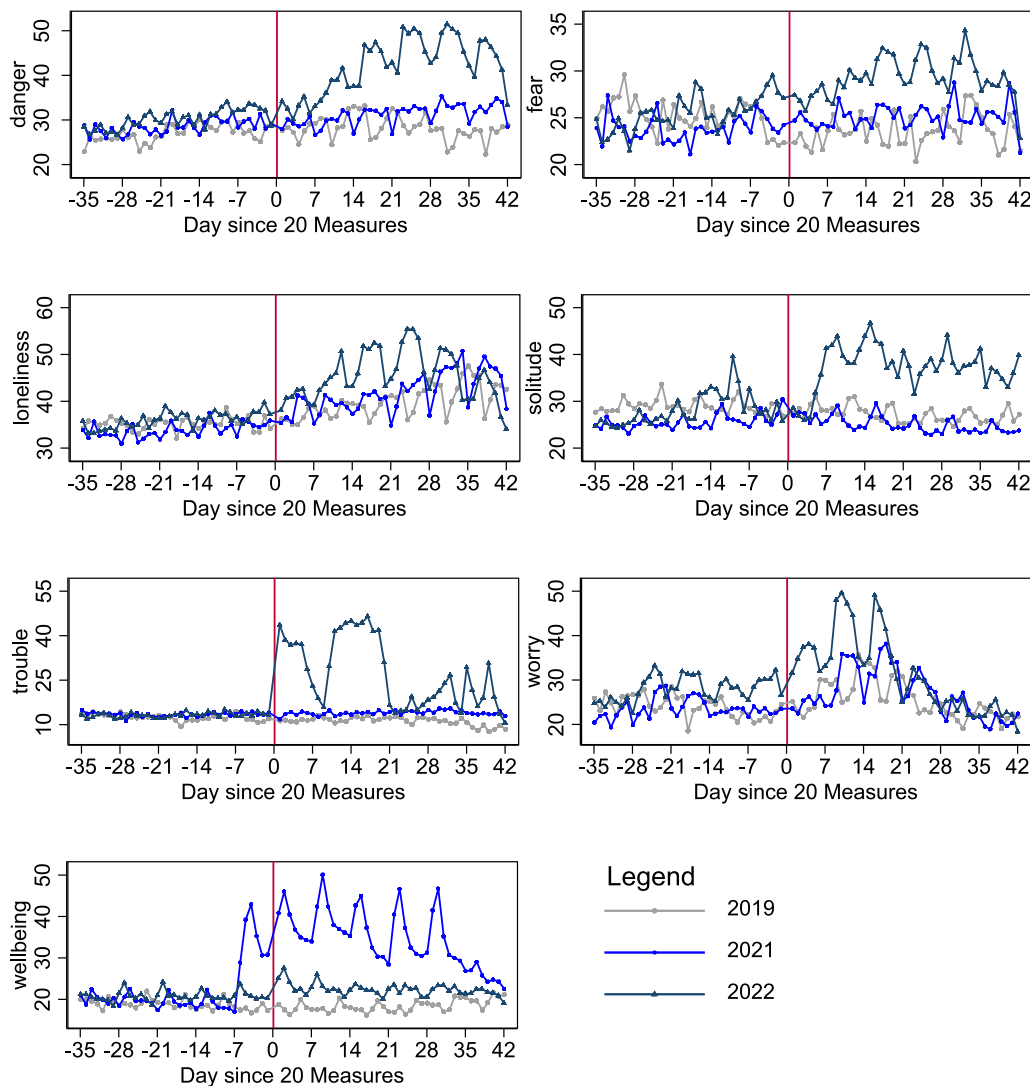 danger
20 30 40 50
-35 -28 -21 -14 -7 0 7 14 21 28 35 42
Day since 20 Measures
fear
20 25 30 35
-35 -28 -21 -14 -7 0 7 14 21 28 35 42
Day since 20 Measures
loneliness
30 40 50 60
-35 -28 -21 -14 -7 0 7 14 21 28 35 42
Day since 20 Measures
solitude
20 30 40 50
-35 -28 -21 -14 -7 0 7 14 21 28 35 42
Day since 20 Measures
trouble
10 25 40 55
-35 -28 -21 -14 -7 0 7 14 21 28 35 42
Day since 20 Measures
worry
20 30 40 50
-35 -28 -21 -14 -7 0 7 14 21 28 35 42
Day since 20 Measures
wellbeing
20 30 40 50
-35 -28 -21 -14 -7 0 7 14 21 28 35 42
Day since 20 Measures
Legend
2019
2021
2022